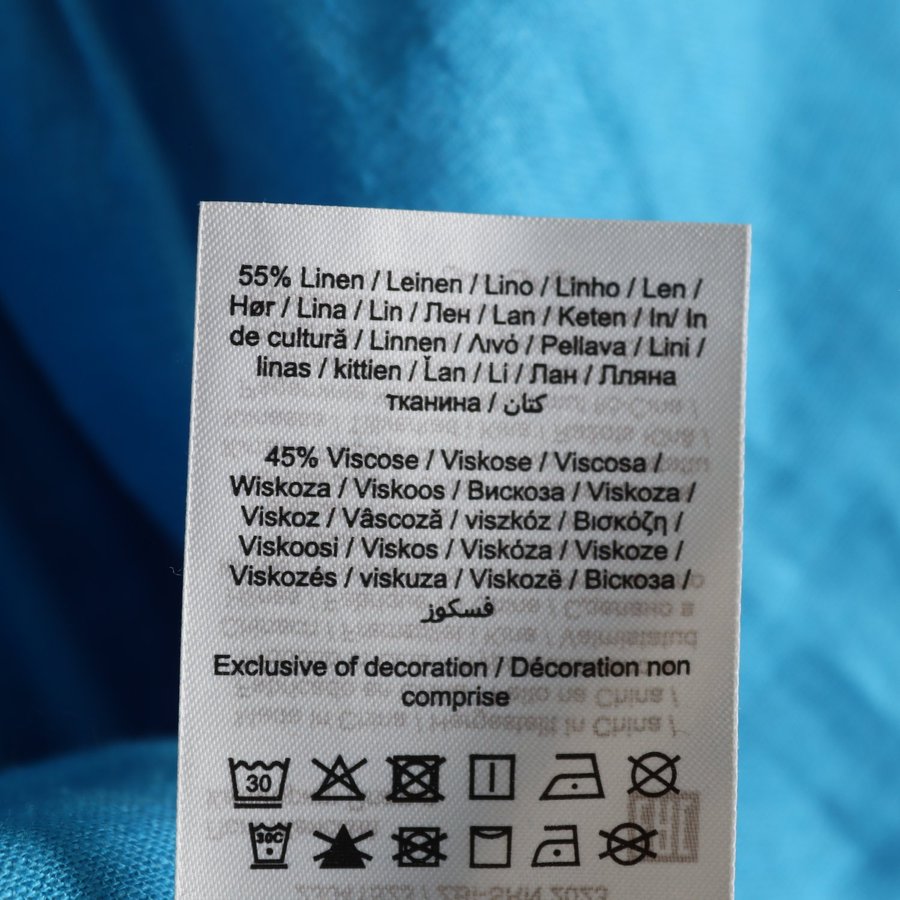 55% Linen / Leinen / Lino / Linho / Len /
Hør / Lina / Lin / Лен / Lan / Keten / In/ In
de cultură / Linnen / Λινό / Pellava / Lini /
linas / kittien / Ľan / Li / Лан / Лляна
тканина / كتان
45% Viscose / Viskose / Viscosa /
Wiskoza / Viskoos / Вискоза / Viskoza /
Viskoz / Vâscoză / viszkóz / Βισκόζη /
Viskoosi / Viskos / Viskóza / Viskoze /
Viskozés / viskuza / Viskozë / Віскоза /
فسكوز
Exclusive of decoration / Décoration non
comprise
30
30C